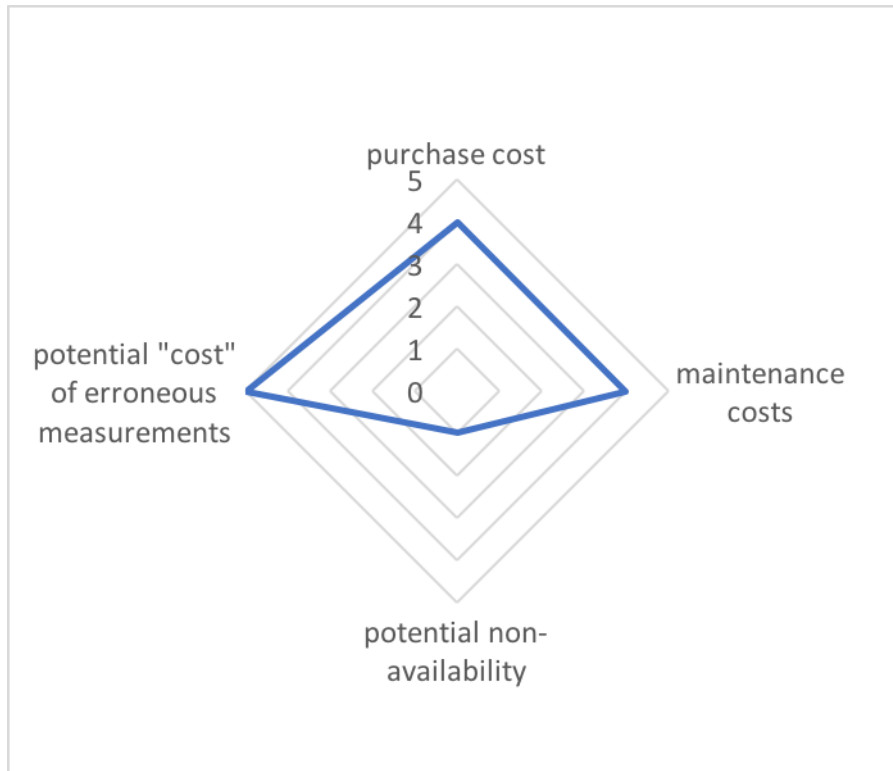 purchase cost
5
4
3
2
1
0
potential "cost"
of erroneous
measurements
maintenance
costs
potential non-
availability